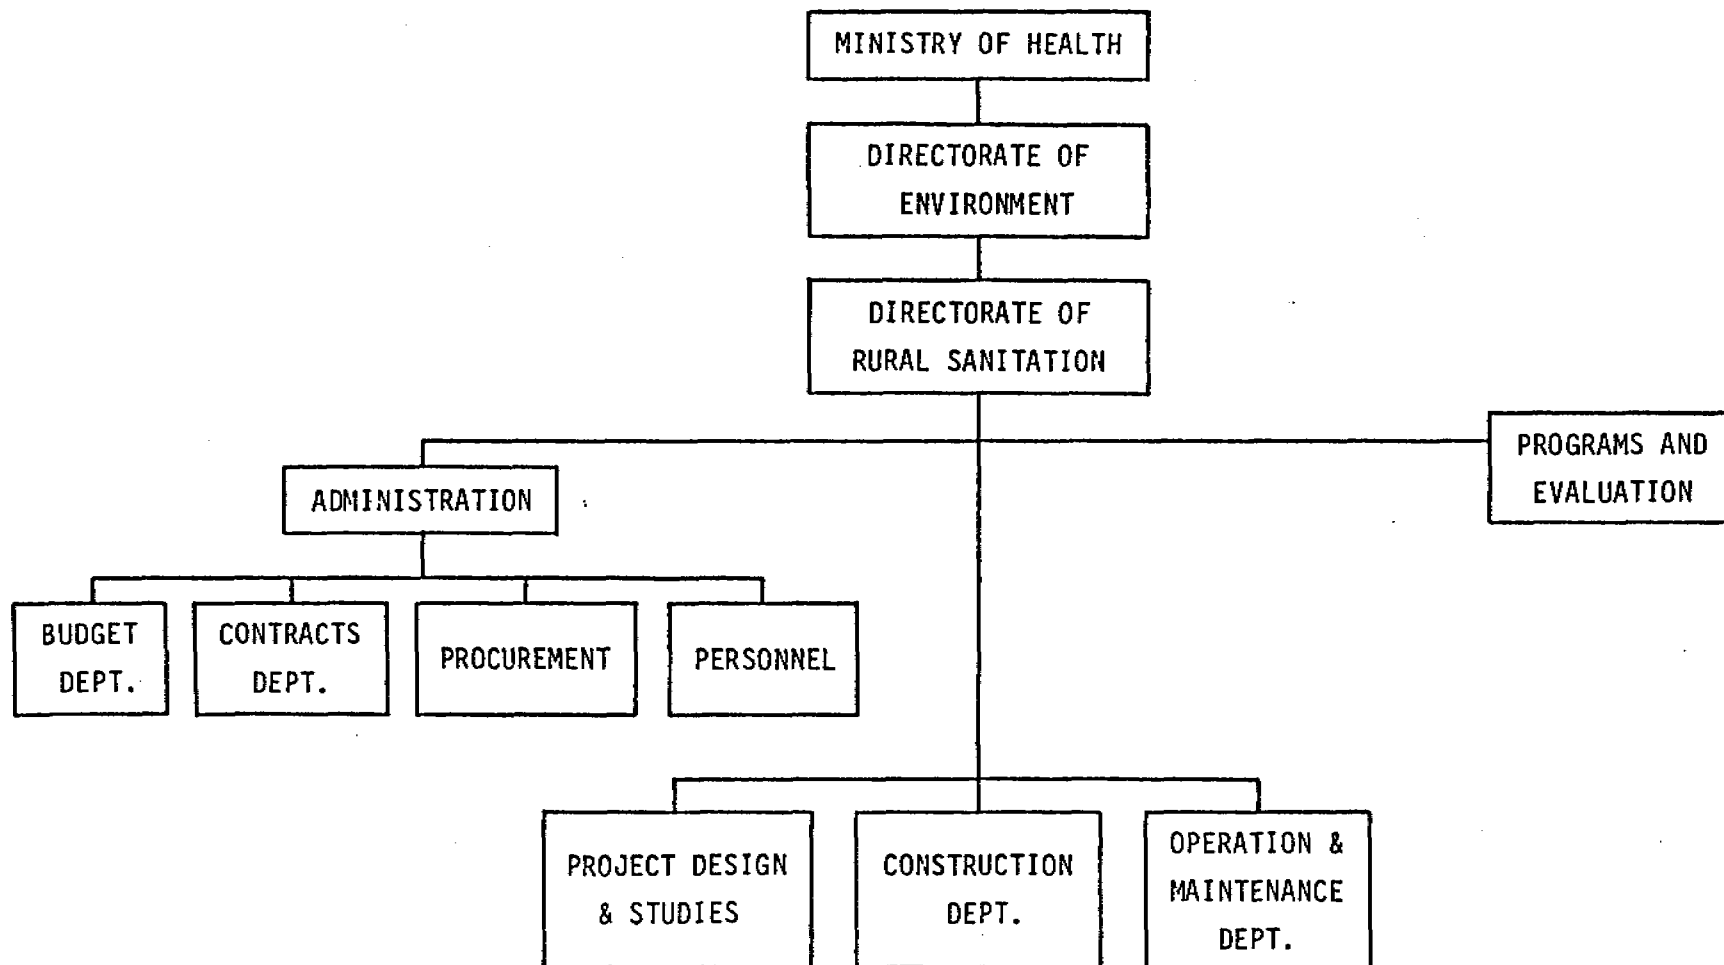 MINISTRY OF HEALTH
DIRECTORATE OF
ENVIRONMENT
DIRECTORATE OF
RURAL SANITATION
PROGRAMS AND
EVALUATION
ADMINISTRATION
BUDGET
DEPT.
CONTRACTS
DEPT.
PROCUREMENT
PERSONNEL
PROJECT DESIGN
& STUDIES
CONSTRUCTION
DEPT.
OPERATION &
MAINTENANCE
DEPT.